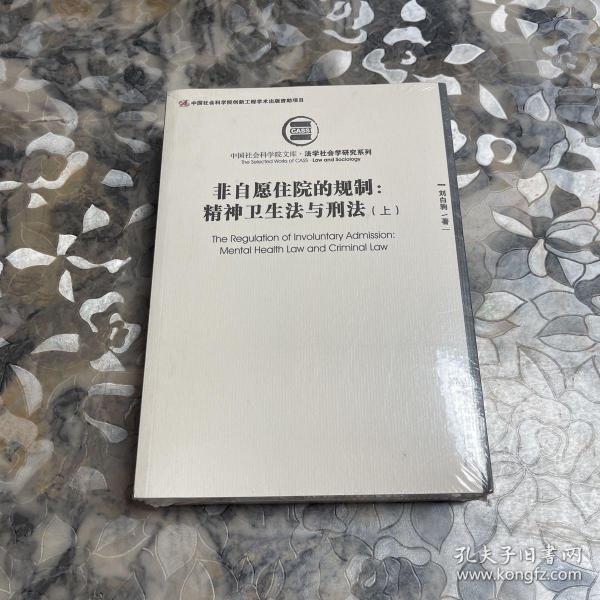 中国社会科学院创新工程学术出版资助项目
CASS
中国社会科学院文库·法学社会学研究系列
The Selected Works of CASS · Law and Sociology
非自愿住院的规制：
精神卫生法与刑法（上）
The Regulation of Involuntary Admission:
Mental Health Law and Criminal Law
刘白驹／著
孔夫子旧书网
www.kongfz.com